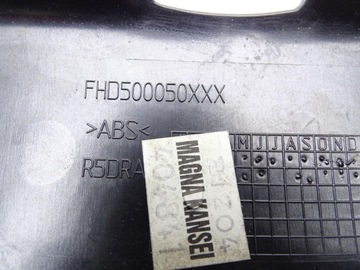 FHD500050XXX
>ABS<
MJJASOND
R5DRA
MAGNA KANSEI